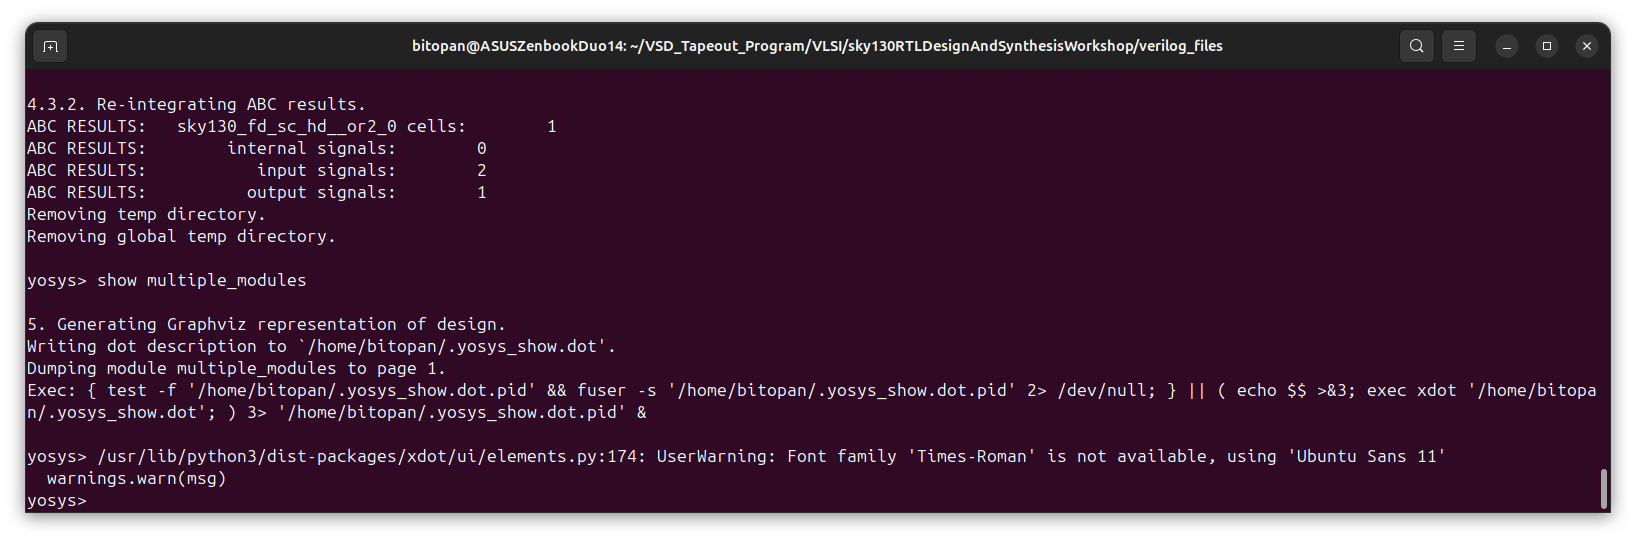 bitopan@ASUSZenbookDuo14: ~/VSD_Tapeout_Program/VLSI/sky130RTLDesignAndSynthesisWorkshop/verilog_files
4.3.2. Re-integrating ABC results.
ABC RESULTS:   sky130_fd_sc_hd__or2_0 cells:        1
ABC RESULTS:        internal signals:        0
ABC RESULTS:           input signals:        2
ABC RESULTS:          output signals:        1
Removing temp directory.
Removing global temp directory.
yosys> show multiple_modules
5. Generating Graphviz representation of design.
Writing dot description to `/home/bitopan/.yosys_show.dot'.
Dumping module multiple_modules to page 1.
Exec: { test -f '/home/bitopan/.yosys_show.dot.pid' && fuser -s '/home/bitopan/.yosys_show.dot.pid' 2> /dev/null; } || ( echo $$ >&3; exec xdot '/home/bitopa
n/.yosys_show.dot'; ) 3> '/home/bitopan/.yosys_show.dot.pid' &
yosys> /usr/lib/python3/dist-packages/xdot/ui/elements.py:174: UserWarning: Font family 'Times-Roman' is not available, using 'Ubuntu Sans 11'
  warnings.warn(msg)
yosys>